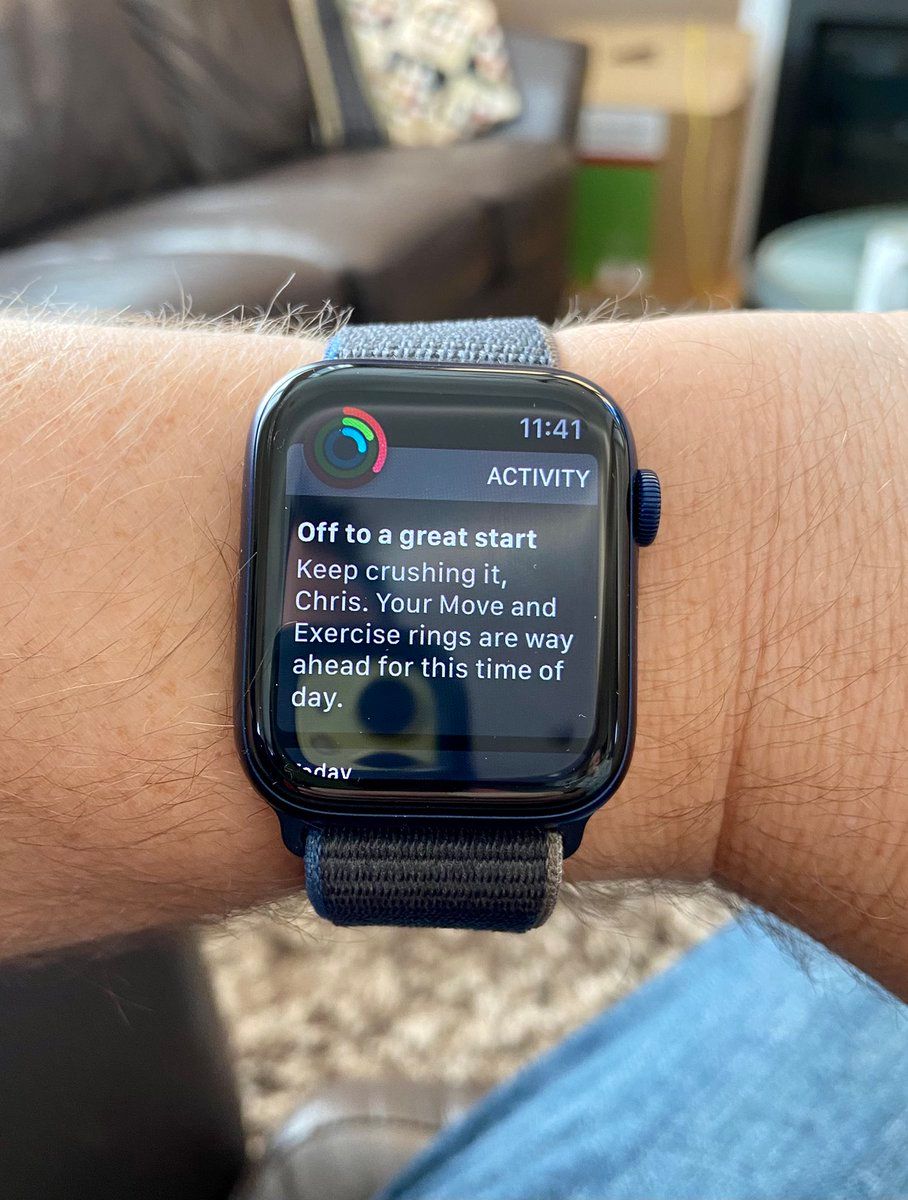 11:41
ACTIVITY
Off to a great start
Keep crushing it,
Chris. Your Move and
Exercise rings are way
ahead for this time of
day.
Today